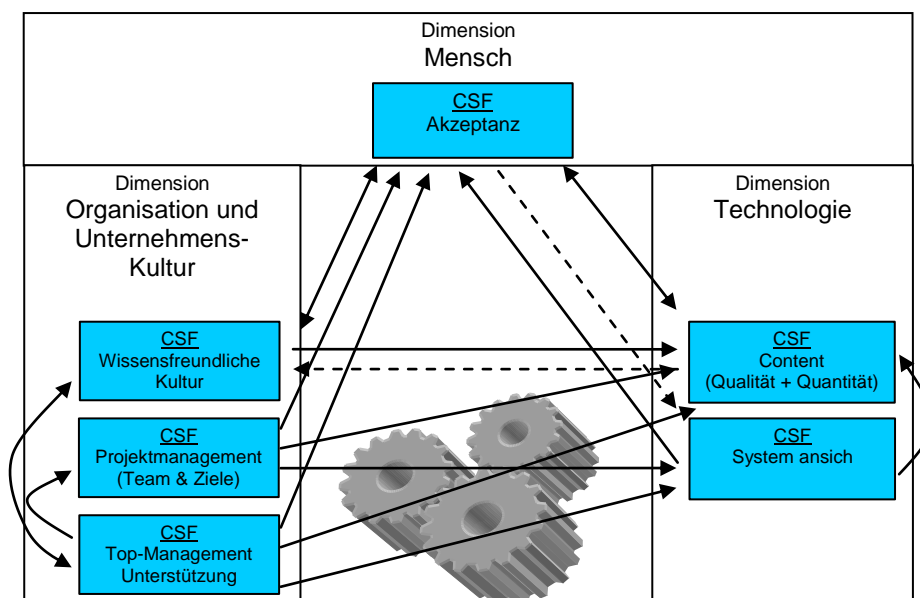 Dimension
Mensch
CSF
Akzeptanz
Dimension
Organisation und
Unternehmens-
Kultur
Dimension
Technologie
CSF
Wissensfreundliche
Kultur
CSF
Content
(Qualität + Quantität)
CSF
Projektmanagement
(Team & Ziele)
CSF
System ansich
CSF
Top-Management
Unterstützung